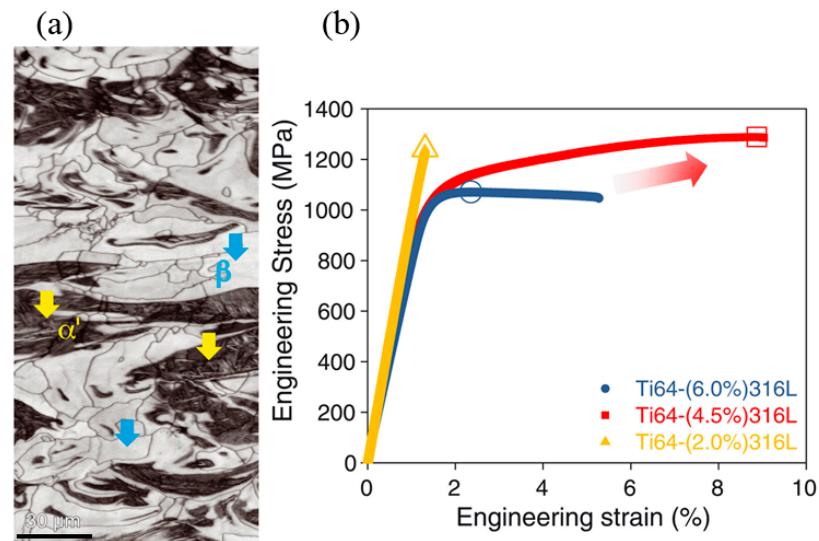 (a)
β
α'
30 µm
(b)
Engineering Stress (MPa)
1400
1200
1000
800
600
400
200
0
Ti64-(6.0%)316L
Ti64-(4.5%)316L
Ti64-(2.0%)316L
0 2 4 6 8 10
Engineering strain (%)